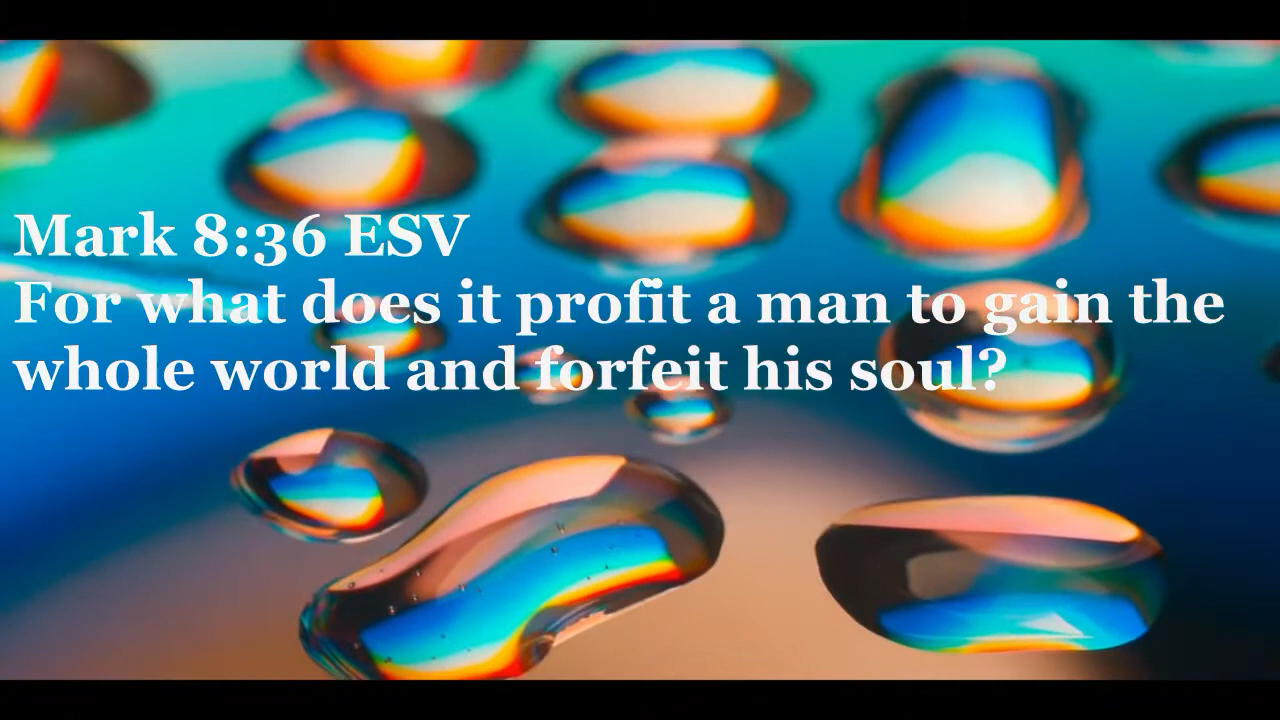 Mark 8:36 ESV
For what does it profit a man to gain the
whole world and forfeit his soul?